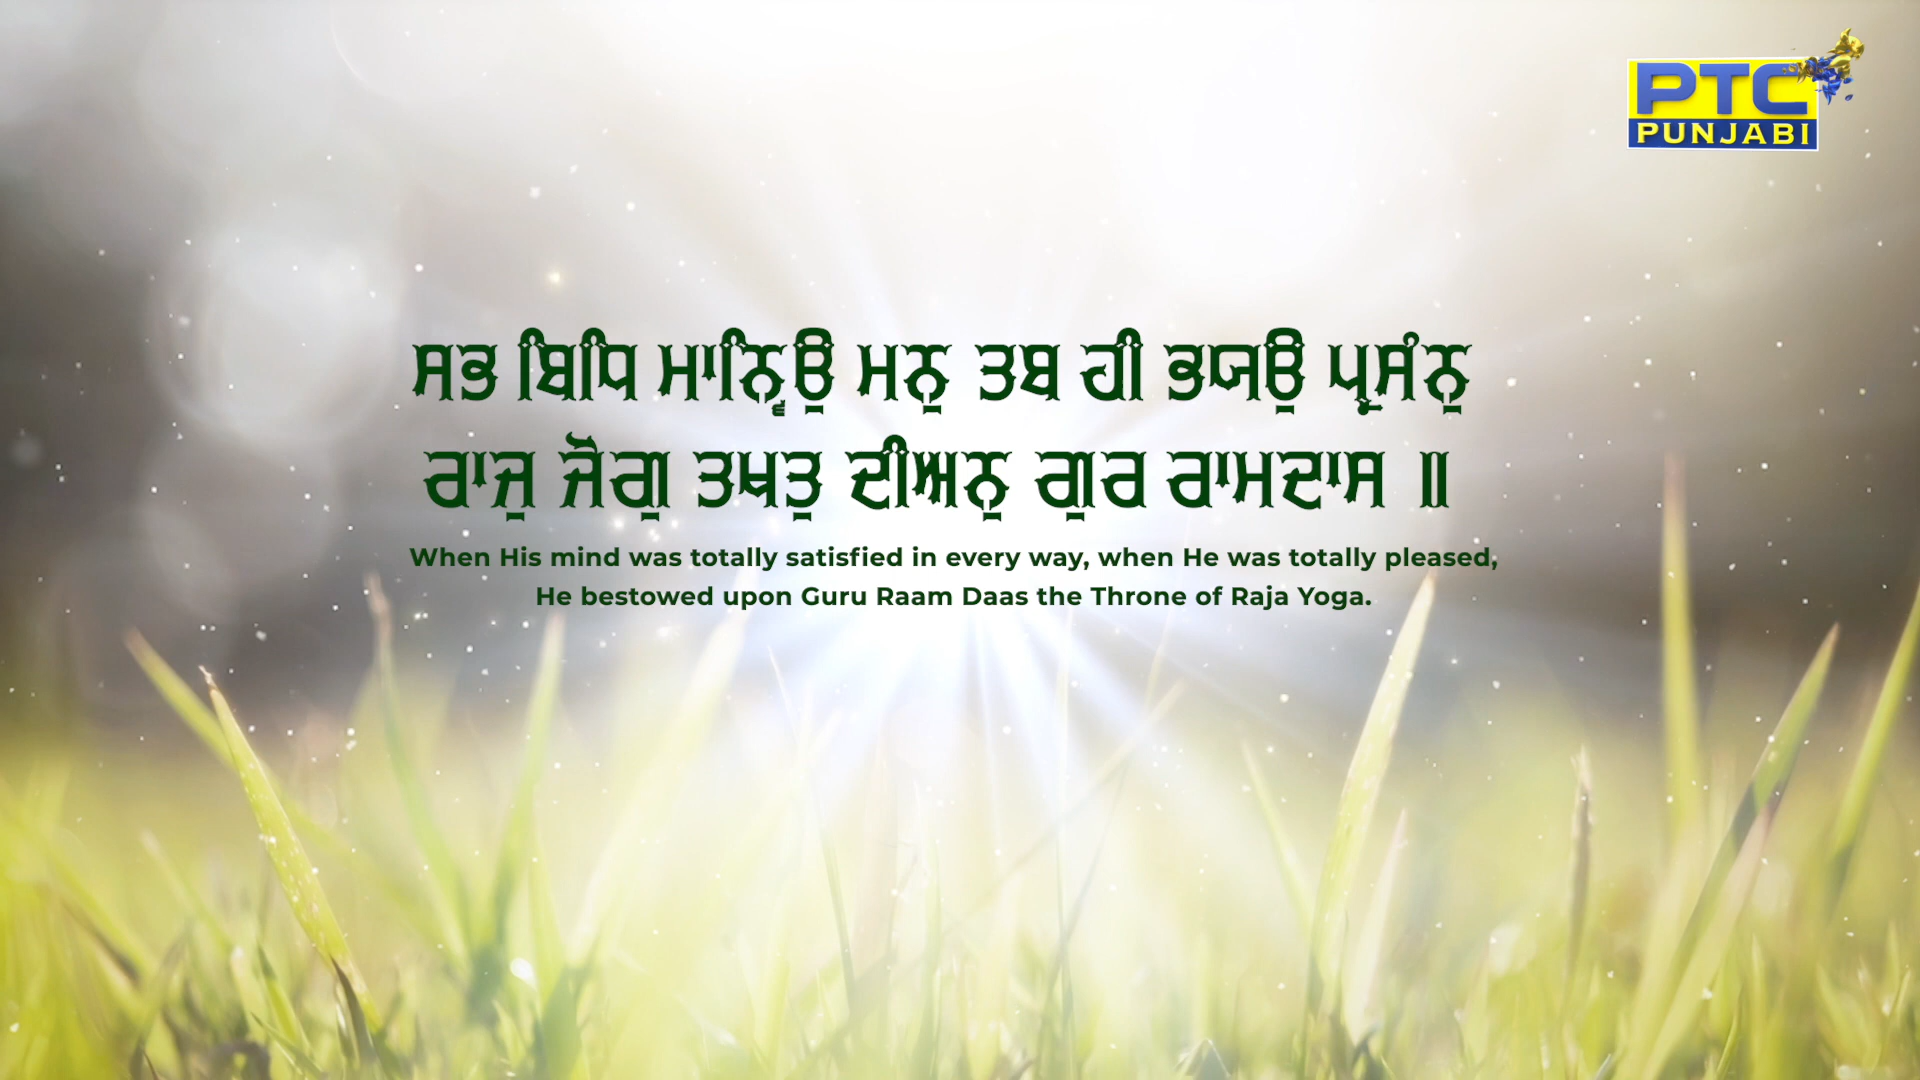 PTC
PUNJABI
ਸਭ ਬਿਧਿ ਮਾਨੵਿਉ ਮਨੁ ਤਬ ਹੀ ਭਯਉ ਪ੍ਰਸੰਨੁ
ਰਾਜੁ ਜੋਗੁ ਤਖਤੁ ਦੀਅਨੁ ਗੁਰ ਰਾਮਦਾਸ ॥
When His mind was totally satisfied in every way, when He was totally pleased,
He bestowed upon Guru Raam Daas the Throne of Raja Yoga.